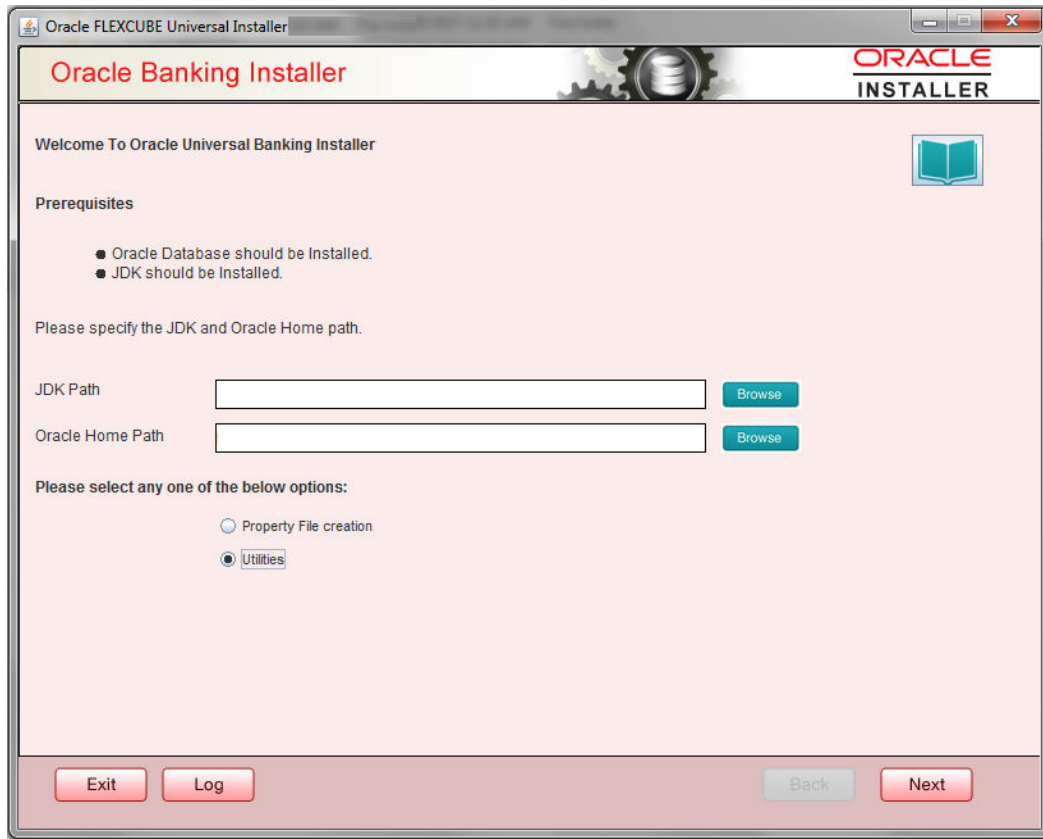 Oracle FLEXCUBE Universal Installer
Oracle Banking Installer
ORACLE
INSTALLER
Welcome To Oracle Universal Banking Installer
Prerequisites
Oracle Database should be Installed.
JDK should be Installed.
Please specify the JDK and Oracle Home path.
JDK Path
Browse
Oracle Home Path
Browse
Please select any one of the below options:
Property File creation
Utilities
Exit
Log
Back
Next